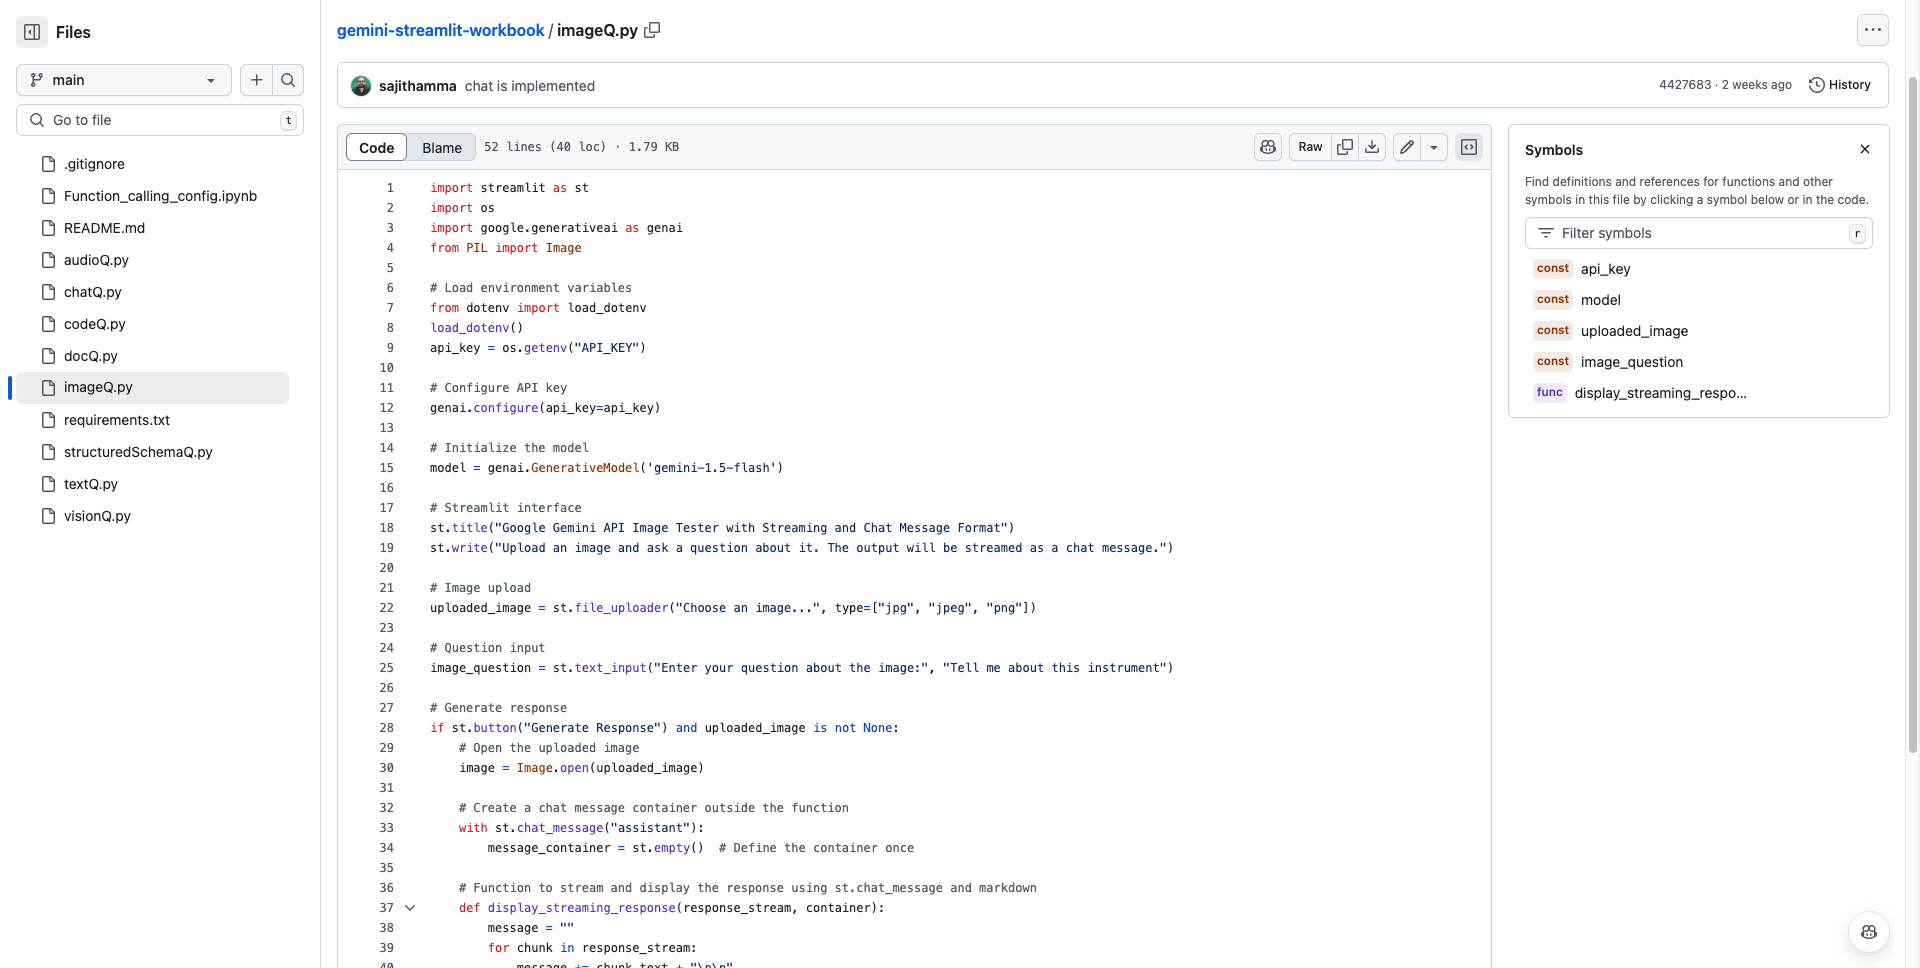 Files
main
Go to file
t
.gitignore
Function_calling_config.ipynb
README.md
audioQ.py
chatQ.py
codeQ.py
docQ.py
imageQ.py
requirements.txt
structuredSchemaQ.py
textQ.py
visionQ.py
gemini-streamlit-workbook / imageQ.py
sajithamma chat is implemented
4427683 · 2 weeks ago
History
Code Blame 52 lines (40 loc) · 1.79 KB
Raw
1 import streamlit as st
2 import os
3 import google.generativeai as genai
4 from PIL import Image
5
6 # Load environment variables
7 from dotenv import load_dotenv
8 load_dotenv()
9 api_key = os.getenv("API_KEY")
10
11 # Configure API key
12 genai.configure(api_key=api_key)
13
14 # Initialize the model
15 model = genai.GenerativeModel('gemini-1.5-flash')
16
17 # Streamlit interface
18 st.title("Google Gemini API Image Tester with Streaming and Chat Message Format")
19 st.write("Upload an image and ask a question about it. The output will be streamed as a chat message.")
20
21 # Image upload
22 uploaded_image = st.file_uploader("Choose an image...", type=["jpg", "jpeg", "png"])
23
24 # Question input
25 image_question = st.text_input("Enter your question about the image:", "Tell me about this instrument")
26
27 # Generate response
28 if st.button("Generate Response") and uploaded_image is not None:
29     # Open the uploaded image
30     image = Image.open(uploaded_image)
31
32     # Create a chat message container outside the function
33     with st.chat_message("assistant"):
34         message_container = st.empty()  # Define the container once
35
36     # Function to stream and display the response using st.chat_message and markdown
37     def display_streaming_response(response_stream, container):
38         message = ""
39         for chunk in response_stream:
40             message += chunk.text + "\n\n"
Symbols
Find definitions and references for functions and other
symbols in this file by clicking a symbol below or in the code.
Filter symbols
r
const api_key
const model
const uploaded_image
const image_question
func display_streaming_respo...